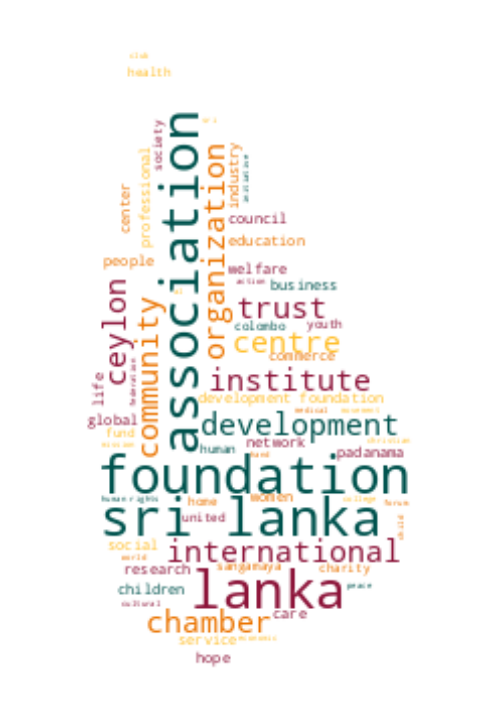 club
health
association
society
sri
professional
organization
industry
initiative
center
council
education
people
welfare
action
ceylon
business
community
trust
colombo
youth
centre
commerce
federation
life
institute
development foundation
medical
movement
global
development
fund
network
christian
mission
human
fund
padanama
foundation
human rights
home
women
college
forum
sri lanka
united
child
social
international
world
research
sangamaya
charity
children
lanka
peace
cultural
care
chamber
service
economic
hope